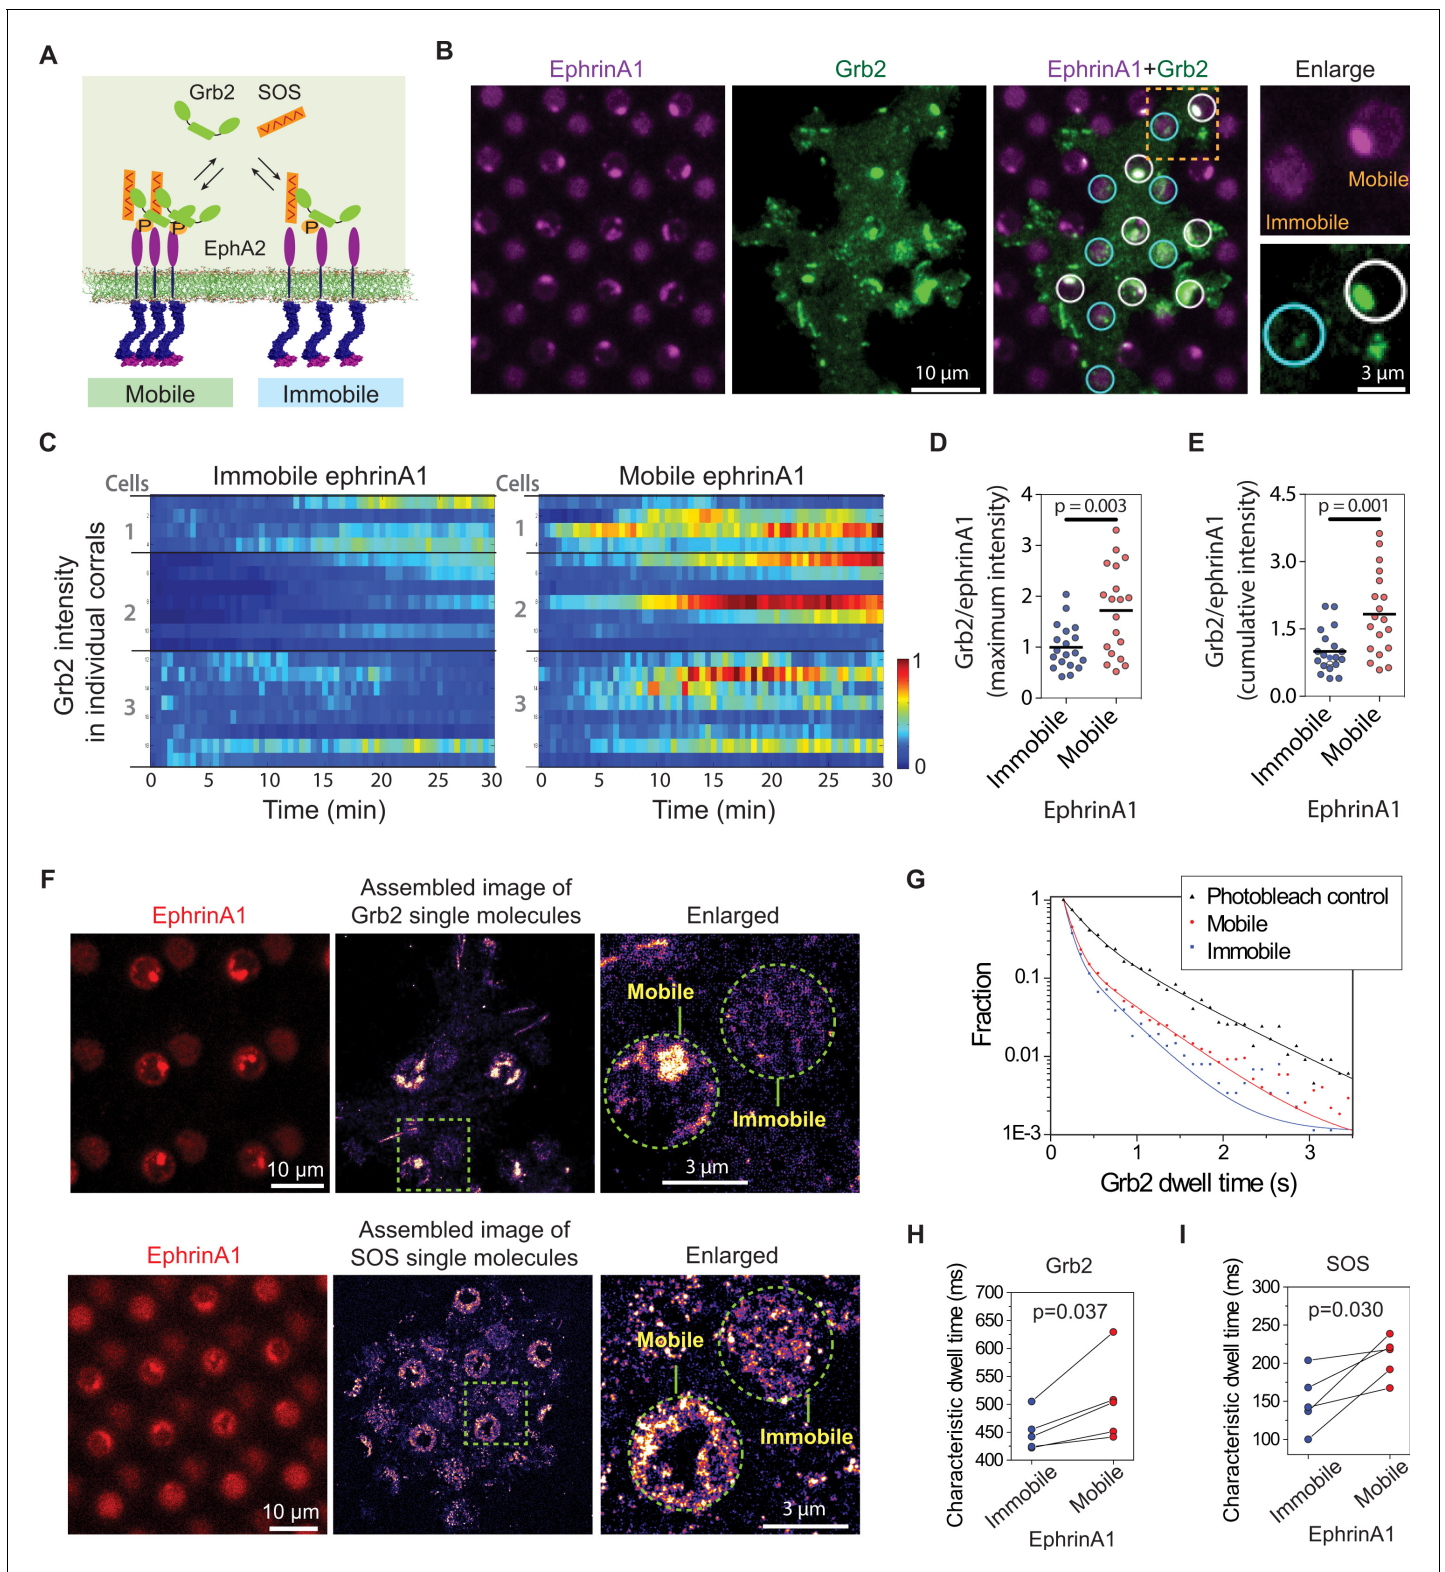 A
Grb2
SOS
P
P
P
EphA2
Mobile
Immobile
B
EphrinA1
Grb2
EphrinA1+Grb2
Enlarge
10 µm
Mobile
Immobile
3 µm
C
Cells
Immobile ephrinA1
Cells
Mobile ephrinA1
Grb2 intensity
in individual corrals
1
2
3
1
2
3
0 5 10 15 20 25 30
Time (min)
0 5 10 15 20 25 30
Time (min)
1
0
D
Grb2/ephrinA1
(maximum intensity)
4
3
2
1
0
p = 0.003
Immobile
Mobile
EphrinA1
E
Grb2/ephrinA1
(cumulative intensity)
4.5
3.0
1.5
0.0
p = 0.001
Immobile
Mobile
EphrinA1
F
EphrinA1
Assembled image of
Grb2 single molecules
Enlarged
10 µm
Mobile
Immobile
3 µm
EphrinA1
Assembled image of
SOS single molecules
Enlarged
10 µm
Mobile
Immobile
3 µm
G
Photobleach control
Mobile
Immobile
Fraction
1
0.1
0.01
1E-3
0 1 2 3
Grb2 dwell time (s)
H
Grb2
Characteristic dwell time (ms)
700
650
600
550
500
450
400
p=0.037
Immobile
Mobile
EphrinA1
I
SOS
Characteristic dwell time (ms)
300
250
200
150
100
p=0.030
Immobile
Mobile
EphrinA1